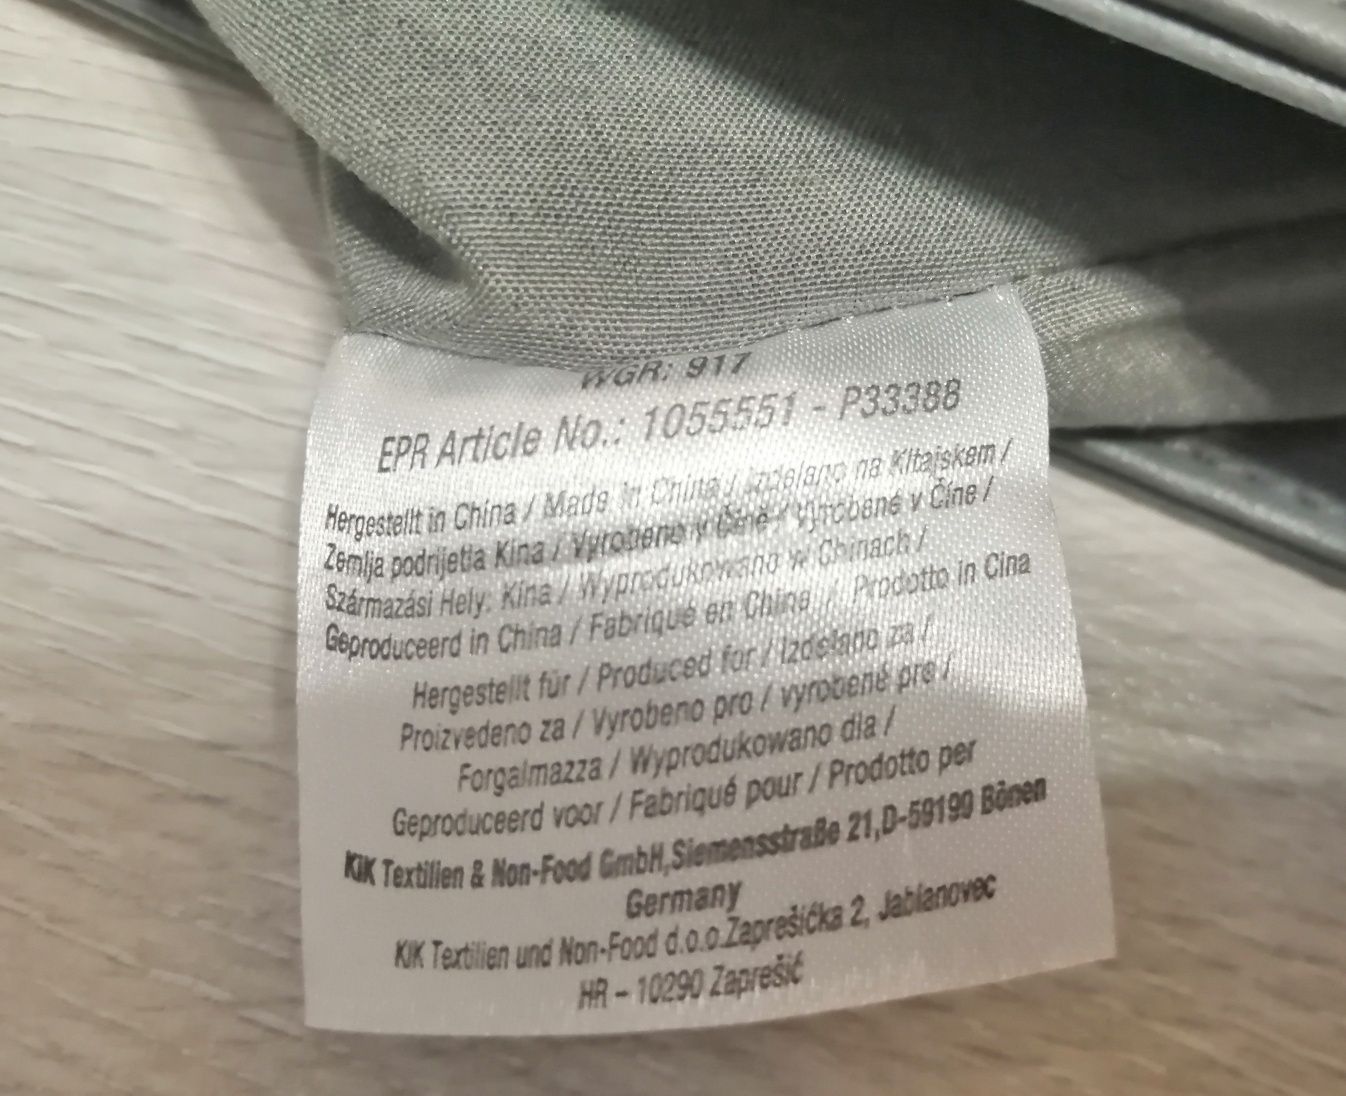 WGR: 917
EPR Article No.: 1055551 - P33388
Hergestellt in China / Made in China / Izdelano na Kitajskem /
Zemlja podrijetla Kina / Vyrobeno v Číně / Vyrobené v Číne /
Származási Hely: Kína / Wyprodukowano w Chinach /
Geproduceerd in China / Fabriqué en Chine / Prodotto in Cina
Hergestellt für / Produced for / Izdelano za /
Proizvedeno za / Vyrobeno pro / vyrobené pre /
Forgalmazza / Wyprodukowano dla /
Geproduceerd voor / Fabriqué pour / Prodotto per
KiK Textilien & Non-Food GmbH,Siemensstraße 21,D-59199 Bönen
Germany
KiK Textilien und Non-Food d.o.o.Zaprešićka 2, Jablanovec
HR – 10290 Zaprešić